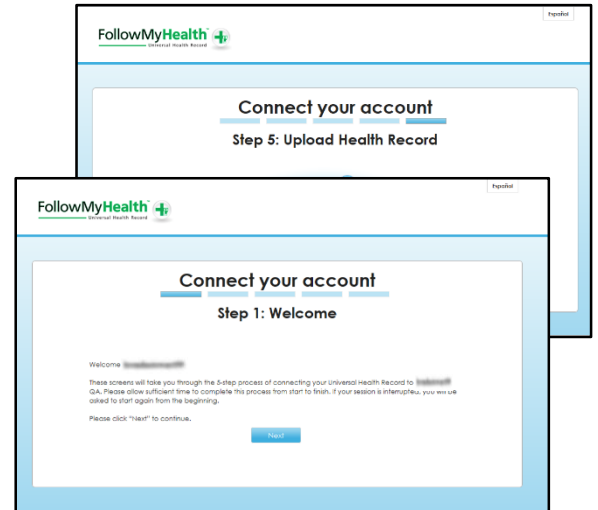 Español
FollowMyHealth
Universal Health Record
Connect your account
Step 5: Upload Health Record
Español
FollowMyHealth
Universal Health Record
Connect your account
Step 1: Welcome
Welcome
These screens will take you through the 5-step process of connecting your Universal Health Record to
QA. Please allow sufficient time to complete this process from start to finish. If your session is interrupted, you will be
asked to start again from the beginning.
Please click "Next" to continue.
Next